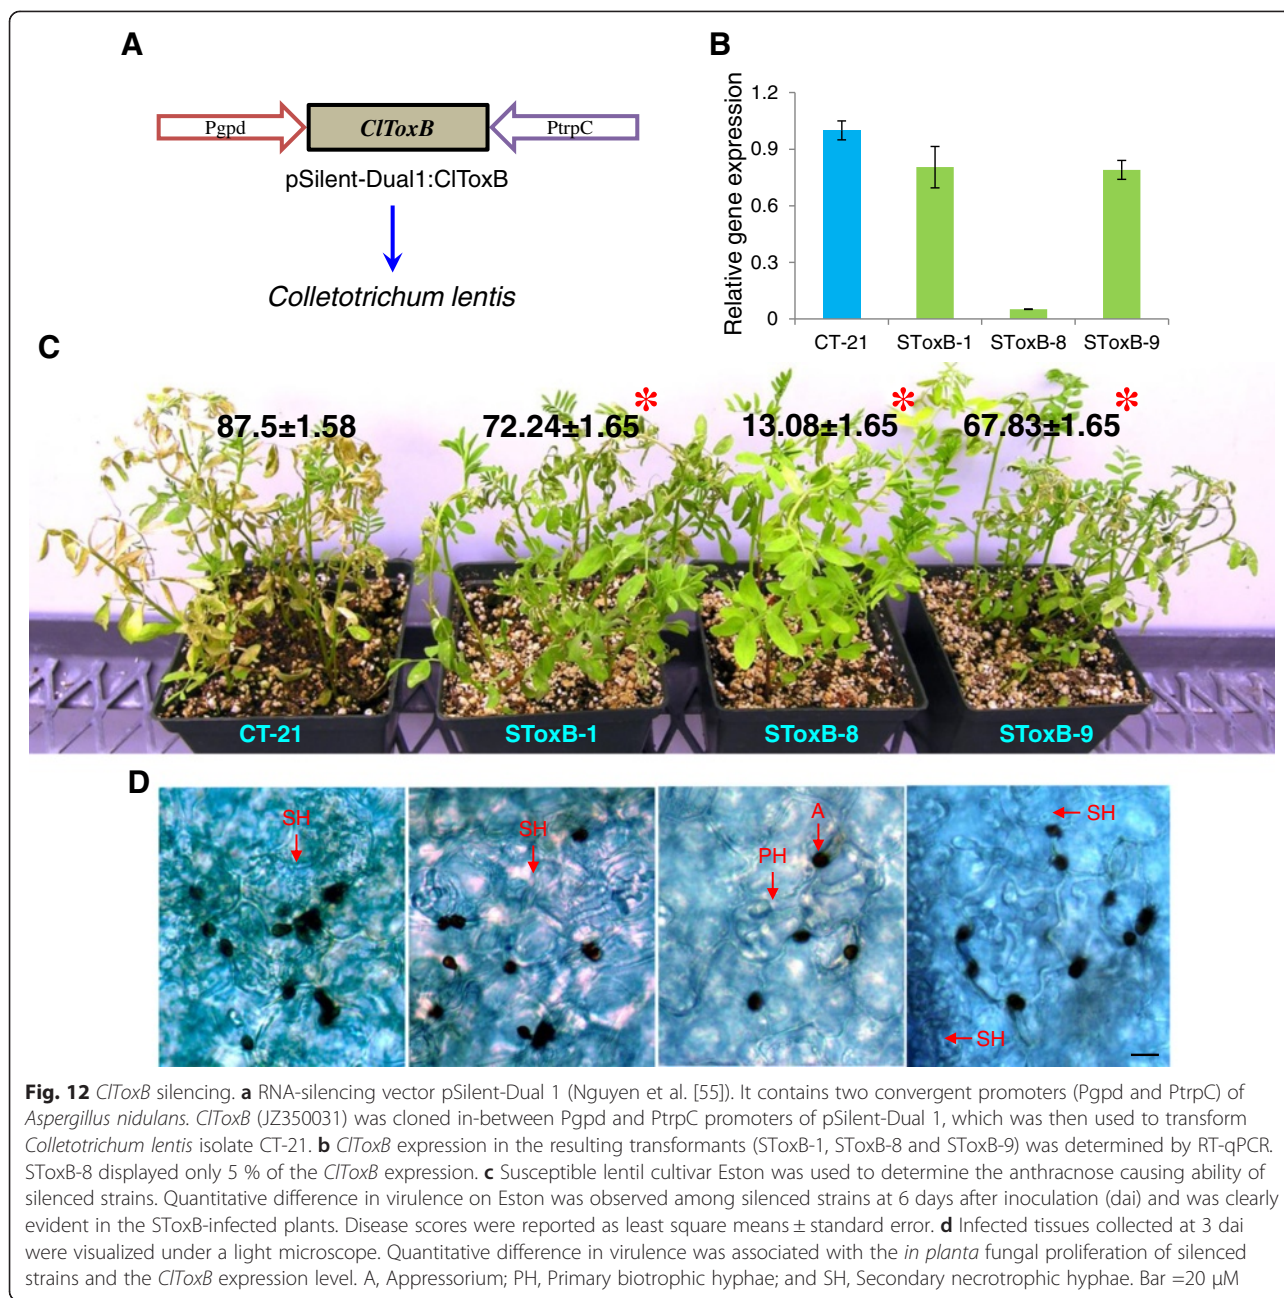 A
Pgpd
ClToxB
PtrpC
pSilent-Dual1:ClToxB
Colletotrichum lentis
B
Relative gene expression
1.2
0.9
0.6
0.3
0
CT-21 SToxB-1 SToxB-8 SToxB-9
C
87.5±1.58 72.24±1.65* 13.08±1.65* 67.83±1.65*
CT-21 SToxB-1 SToxB-8 SToxB-9
D
SH
SH
A
PH
SH
SH
Fig. 12 ClToxB silencing. a RNA-silencing vector pSilent-Dual 1 (Nguyen et al. [55]). It contains two convergent promoters (Pgpd and PtrpC) of
Aspergillus nidulans. ClToxB (JZ350031) was cloned in-between Pgpd and PtrpC promoters of pSilent-Dual 1, which was then used to transform
Colletotrichum lentis isolate CT-21. b ClToxB expression in the resulting transformants (SToxB-1, SToxB-8 and SToxB-9) was determined by RT-qPCR.
SToxB-8 displayed only 5 % of the ClToxB expression. c Susceptible lentil cultivar Eston was used to determine the anthracnose causing ability of
silenced strains. Quantitative difference in virulence on Eston was observed among silenced strains at 6 days after inoculation (dai) and was clearly
evident in the SToxB-infected plants. Disease scores were reported as least square means ± standard error. d Infected tissues collected at 3 dai
were visualized under a light microscope. Quantitative difference in virulence was associated with the in planta fungal proliferation of silenced
strains and the ClToxB expression level. A, Appressorium; PH, Primary biotrophic hyphae; and SH, Secondary necrotrophic hyphae. Bar =20 μM